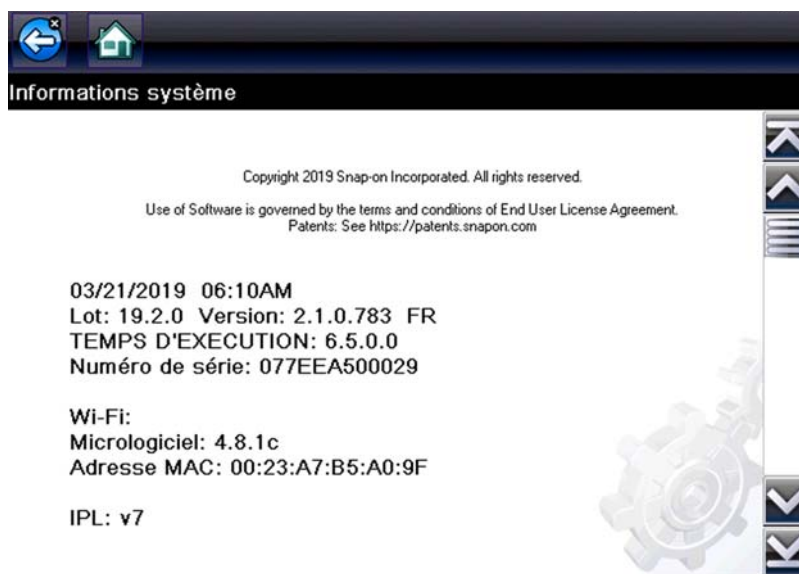 Informations système
Copyright 2019 Snap-on Incorporated. All rights reserved.
Use of Software is governed by the terms and conditions of End User License Agreement.
Patents: See https://patents.snapon.com
03/21/2019 06:10AM
Lot: 19.2.0 Version: 2.1.0.783 FR
TEMPS D'EXECUTION: 6.5.0.0
Numéro de série: 077EEA500029
Wi-Fi:
Micrologiciel: 4.8.1c
Adresse MAC: 00:23:A7:B5:A0:9F
IPL: v7